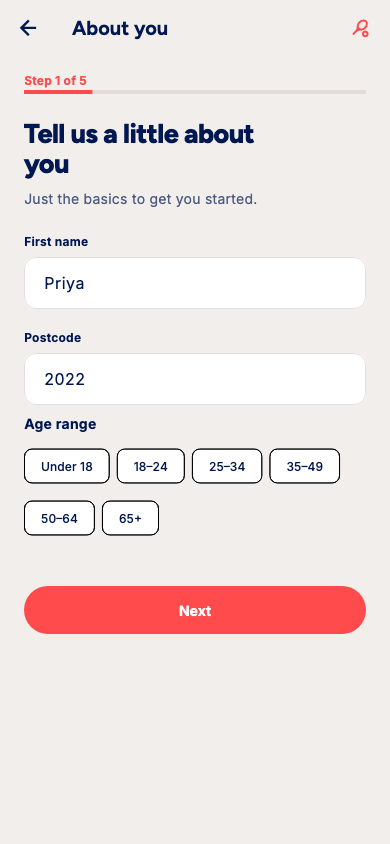 About you
Step 1 of 5
Tell us a little about
you
Just the basics to get you started.
First name
Priya
Postcode
2022
Age range
Under 18
18–24
25–34
35–49
50–64
65+
Next